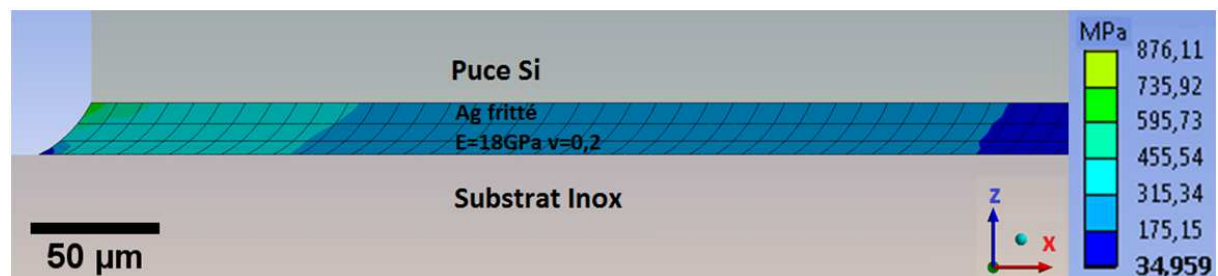 Puce Si
Ag fritté
E=18GPa ν=0,2
Substrat Inox
50 µm
Z
X
MPa
876,11
735,92
595,73
455,54
315,34
175,15
34,959